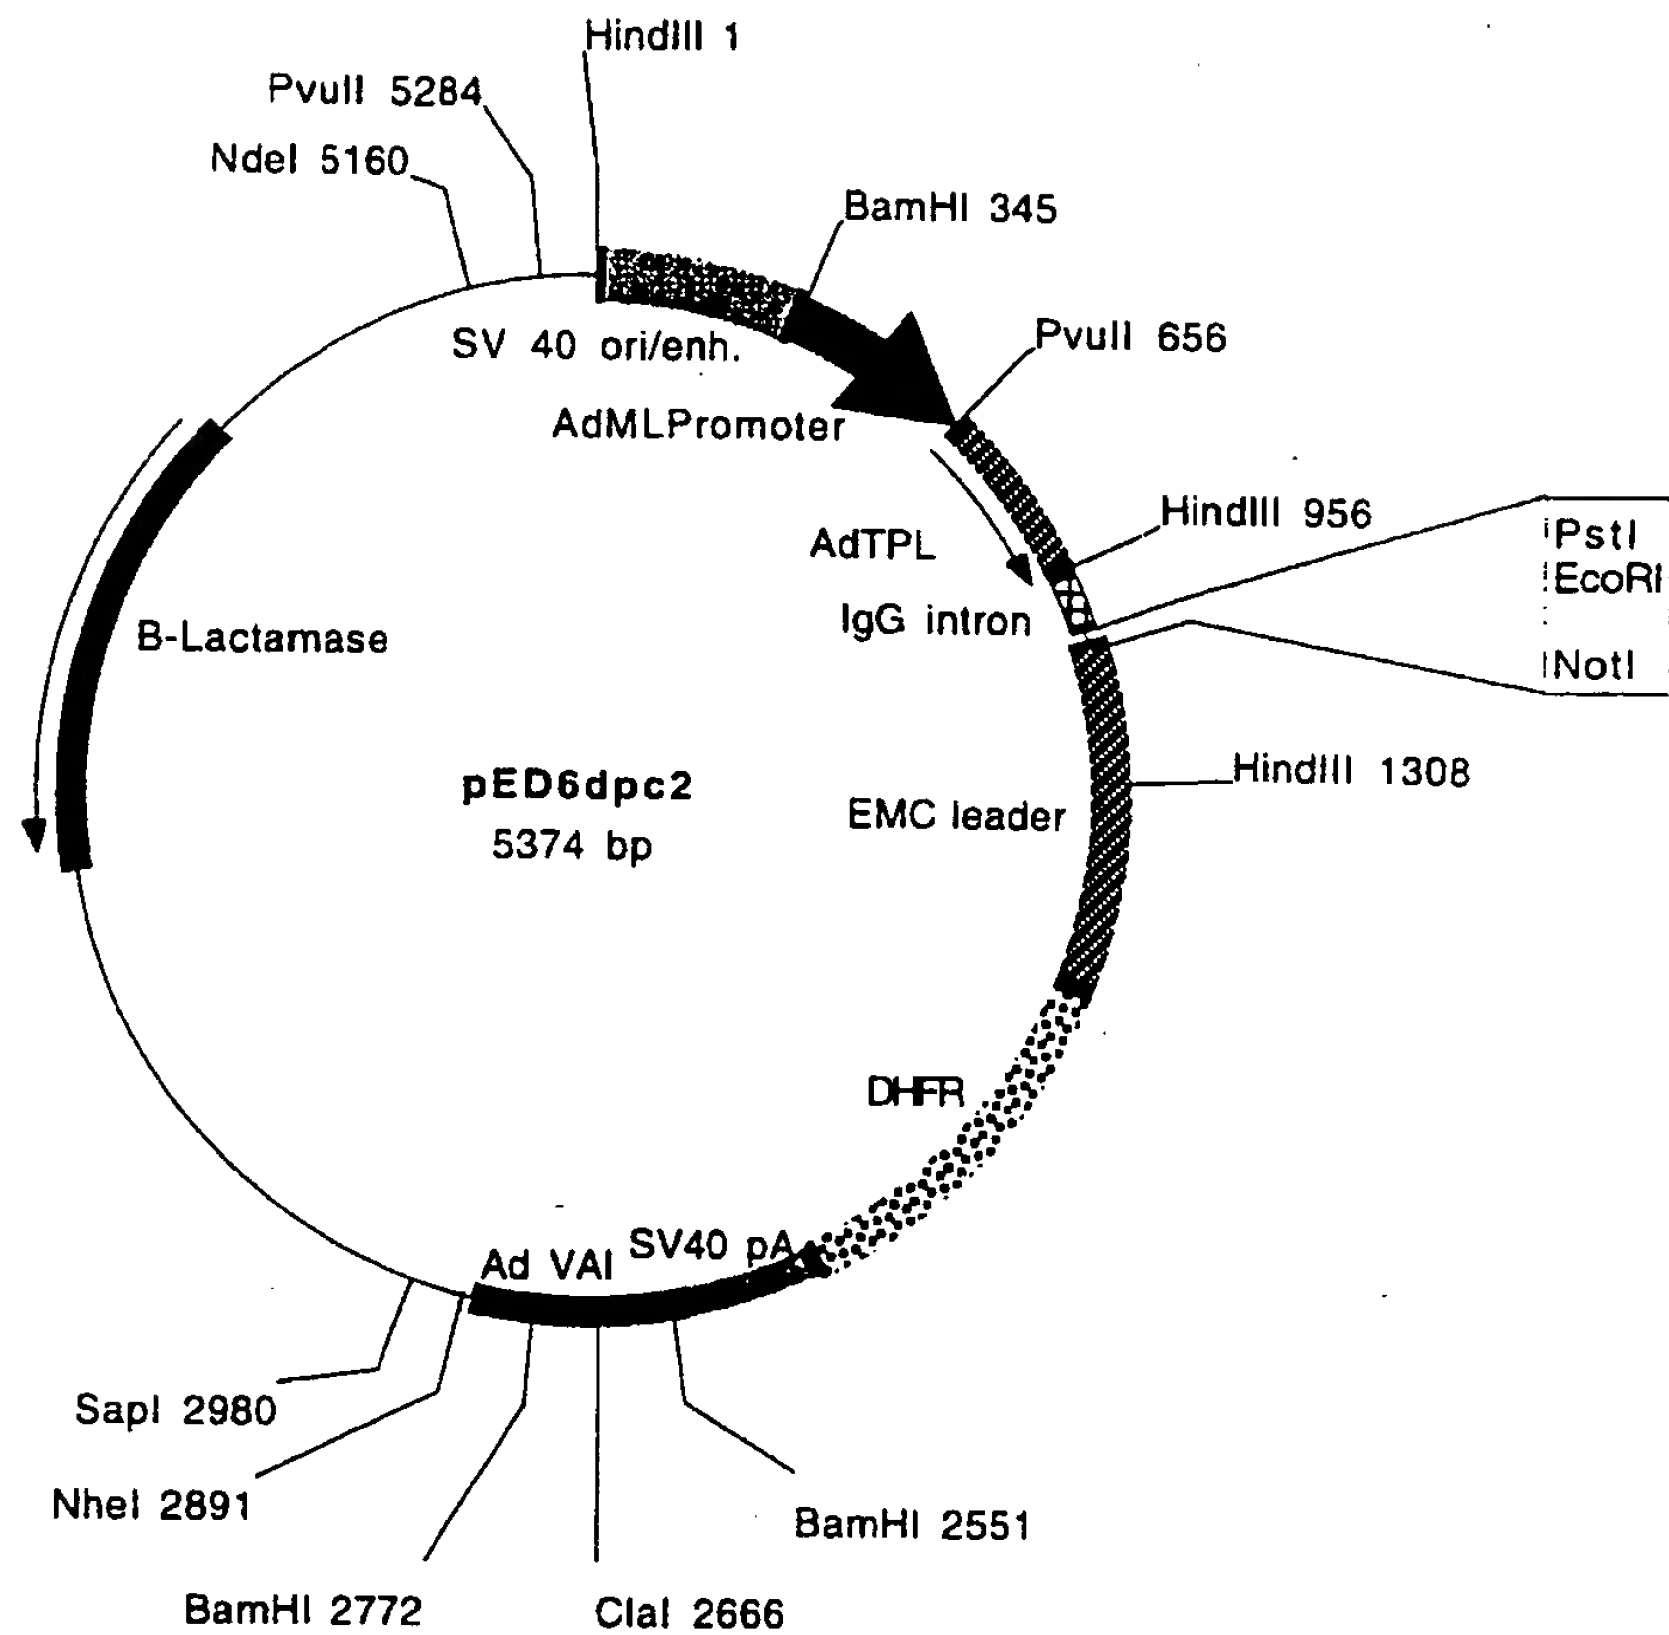 HindIII 1
PvuII 5284
NdeI 5160
BamHI 345
SV 40 ori/enh.
PvuII 656
AdMLPromoter
HindIII 956
AdTPL
PstI
EcoRI
IgG intron
NotI
B-Lactamase
HindIII 1308
pED6dpc2
5374 bp
EMC leader
DHFR
SV40 pA
Ad VAI
SapI 2980
NheI 2891
BamHI 2551
BamHI 2772
ClaI 2666